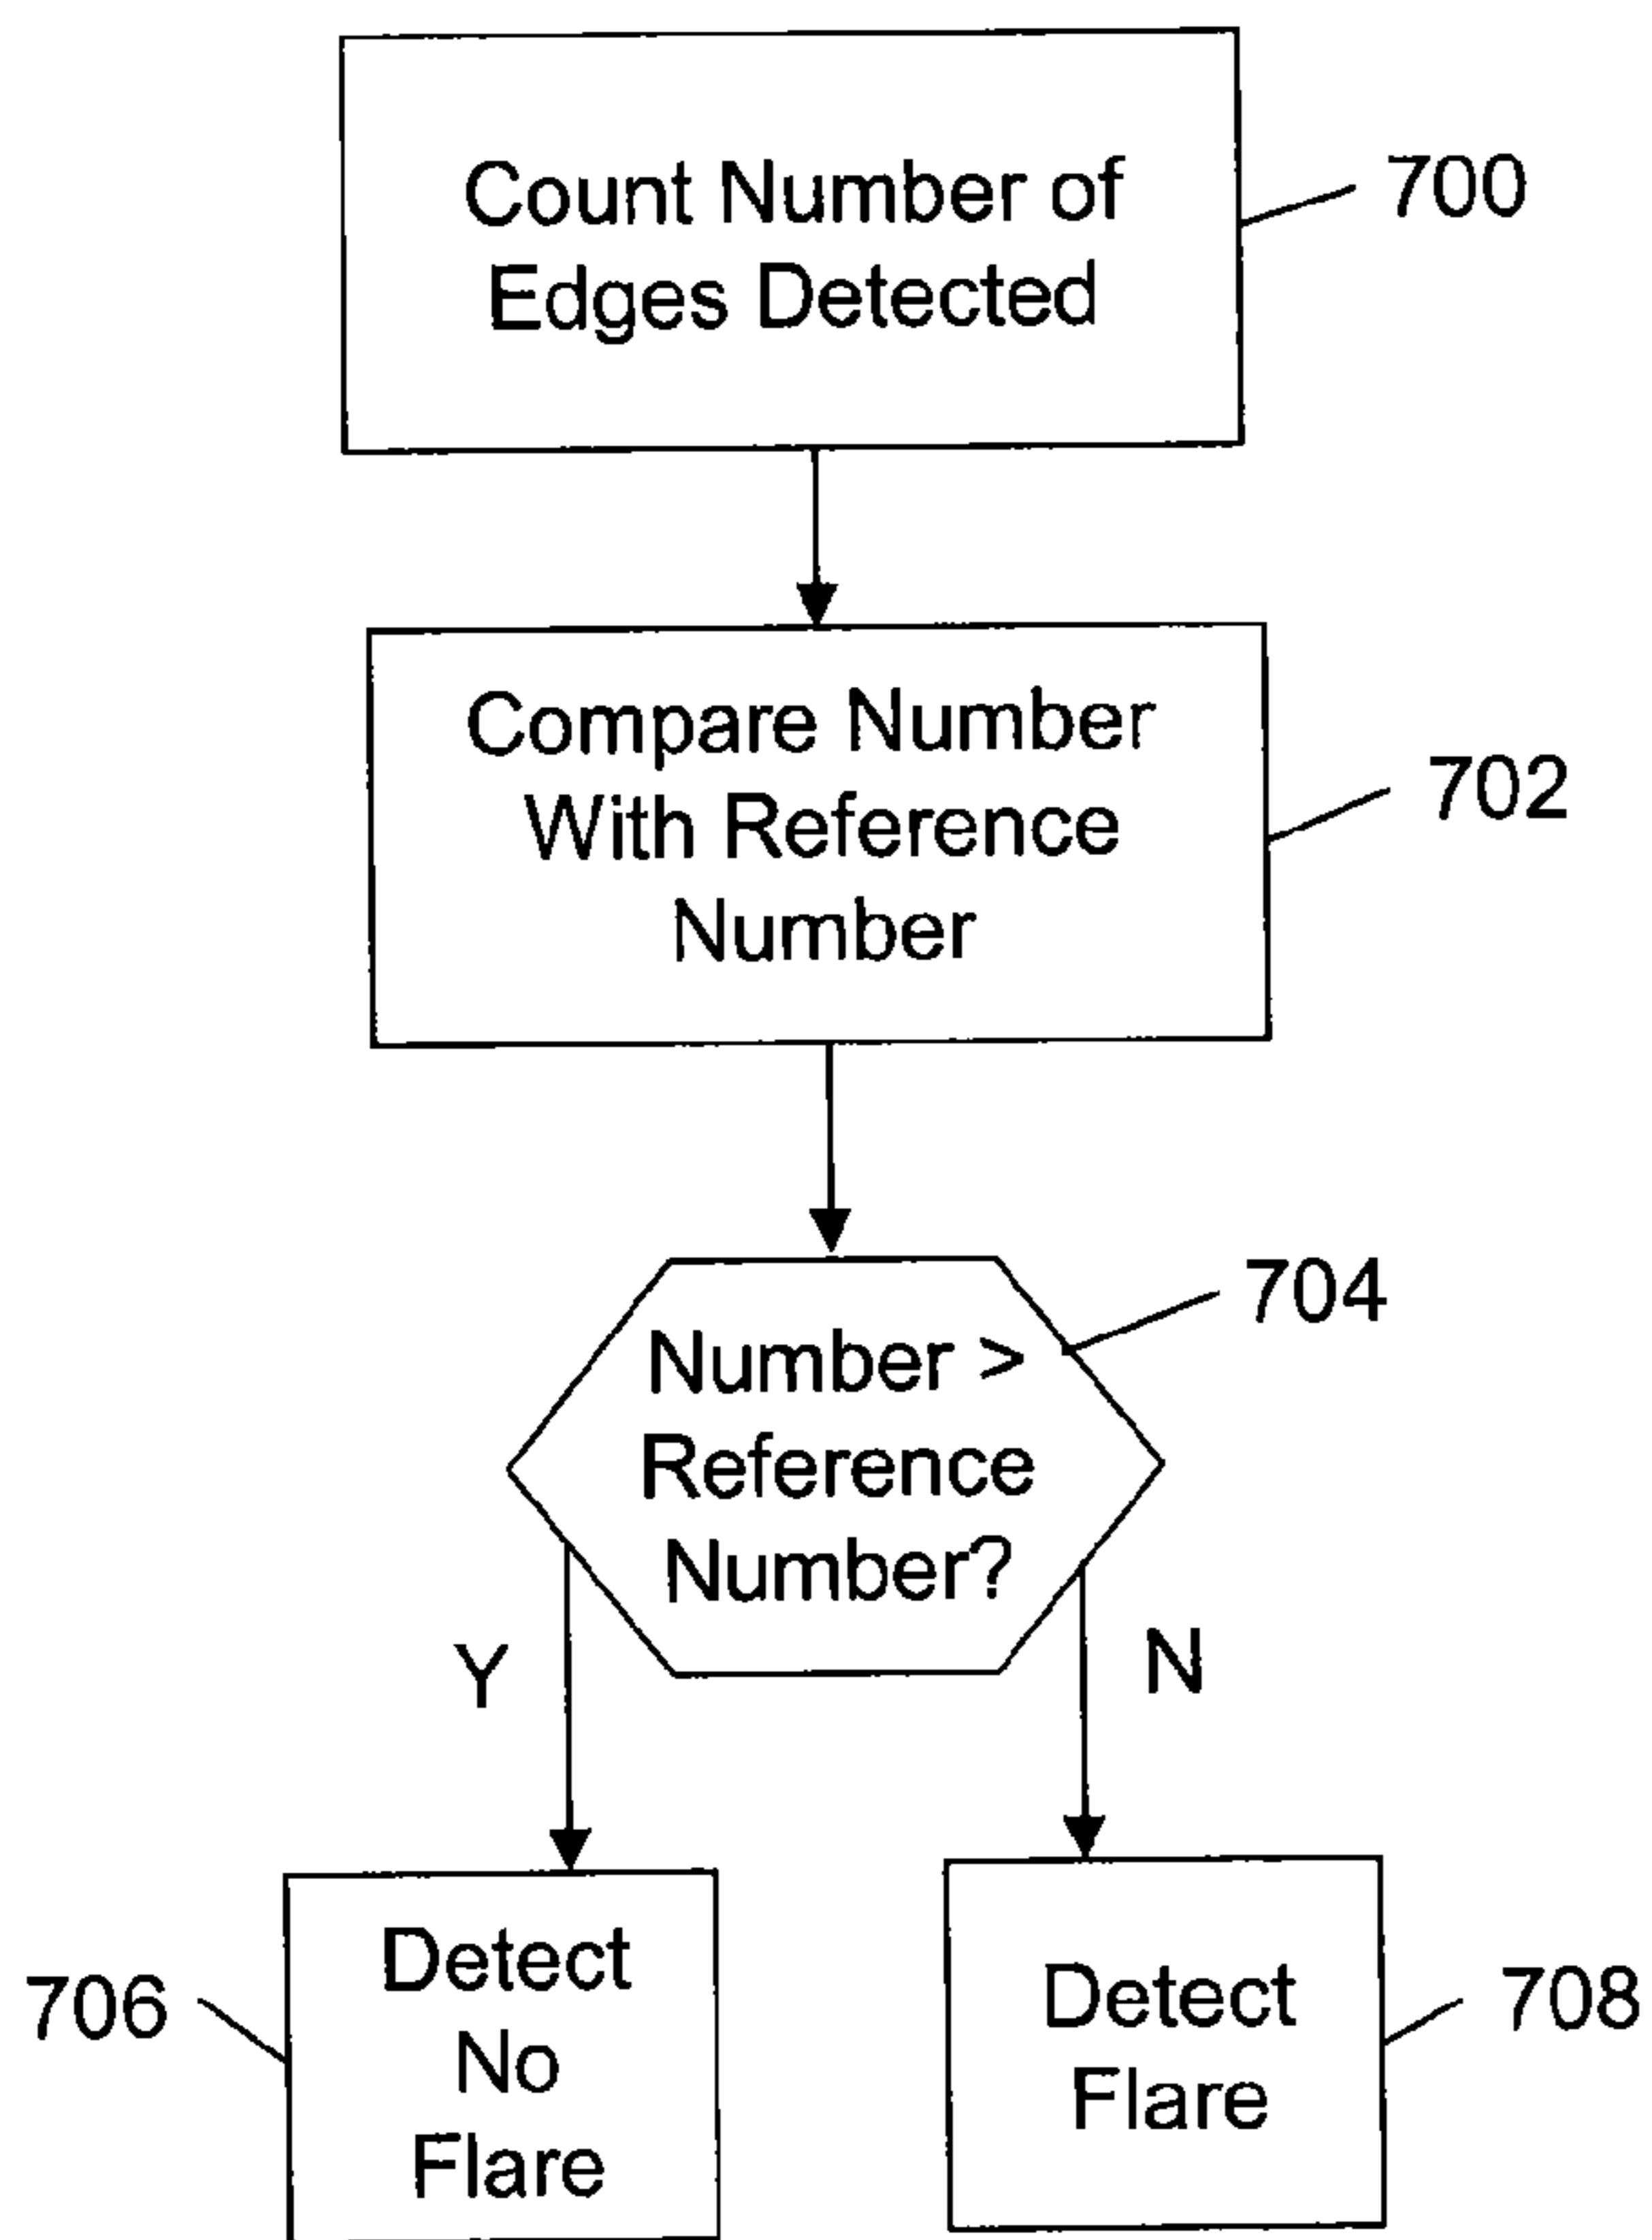 Count Number of
Edges Detected
700
Compare Number
With Reference
Number
702
Number >
Reference
Number?
704
Y
N
Detect
No
Flare
706
Detect
Flare
708